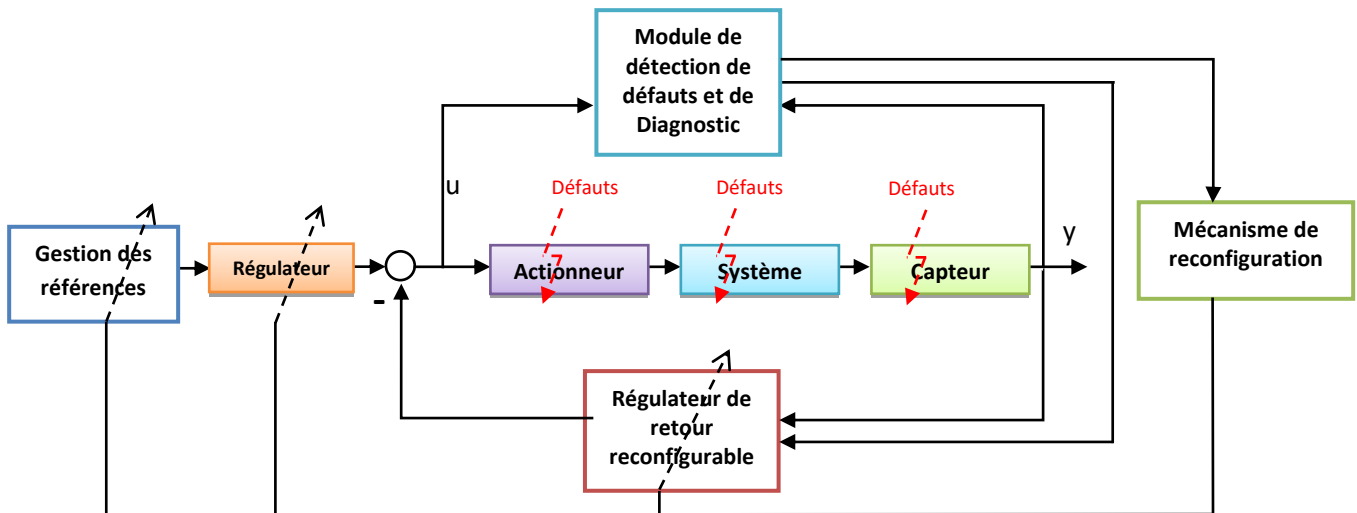 Module de
détection de
défauts et de
Diagnostic
u
Défauts
Défauts
Défauts
y
Gestion des
références
Régulateur
Actionneur
Système
Capteur
Mécanisme de
reconfiguration
-
Régulateur de
retour
reconfigurable